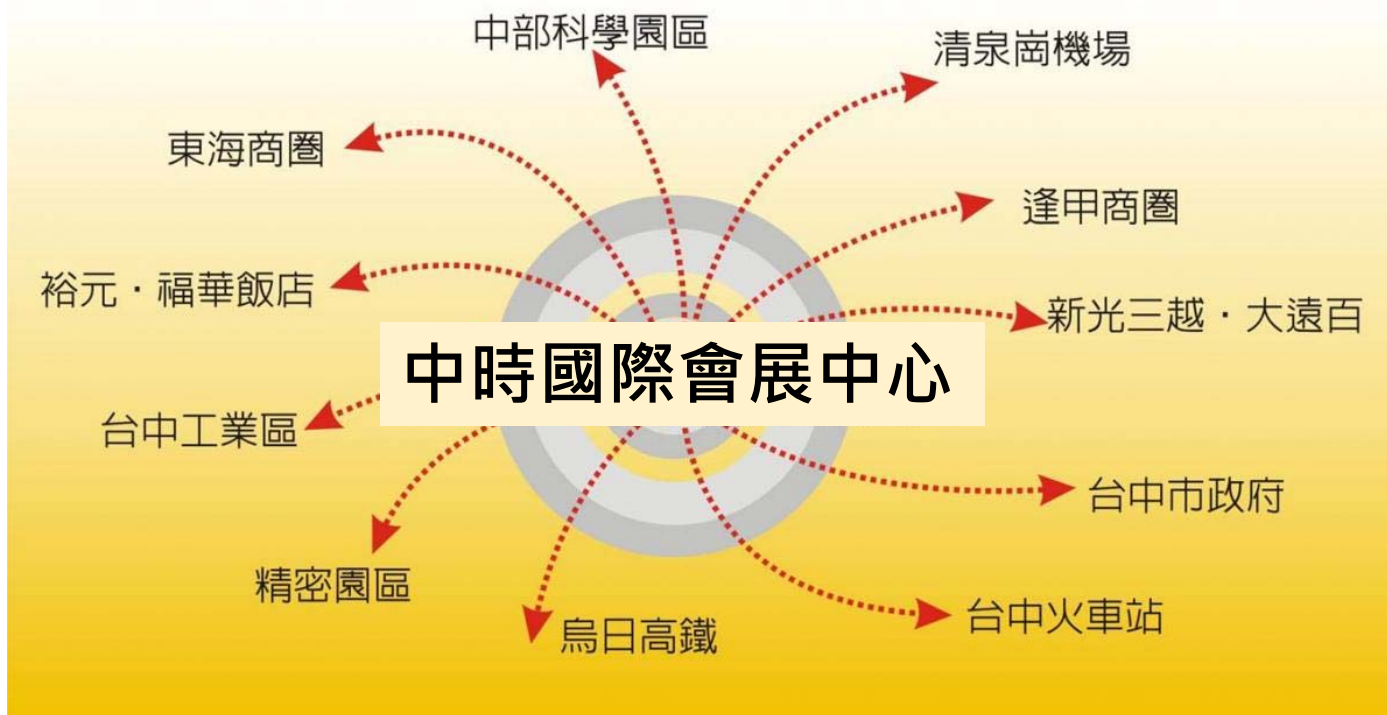 中部科學園區
清泉崗機場
東海商圈
逢甲商圈
裕元·福華飯店
新光三越·大遠百
中時國際會展中心
台中工業區
台中市政府
精密園區
台中火車站
烏日高鐵